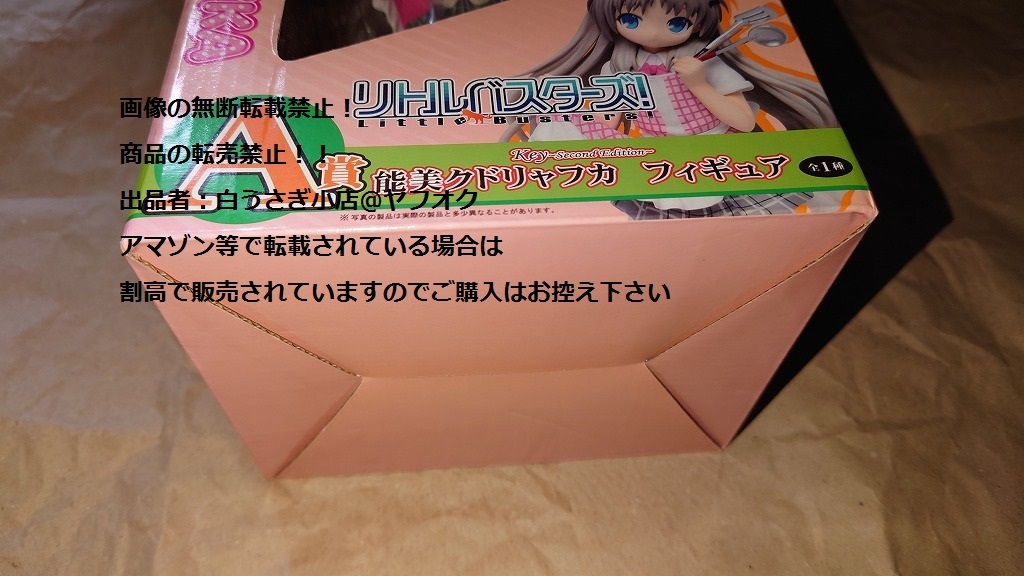 KA
リトルバスターズ!
Little Busters!
A賞
Key~Second Edition~
能美クドリャフカ フィギュア
全1種
※写真の製品は実際の製品と多少異なることがあります。
画像の無断転載禁止！
商品の転売禁止！！
出品者：白うさぎ小店@ヤフオク
アマゾン等で転載されている場合は
割高で販売されていますのでご購入はお控え下さい